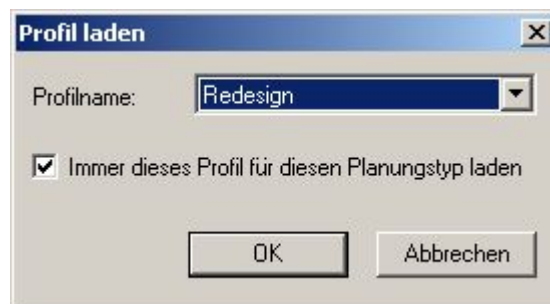 Profil laden
Profilname: Redesign
Immer dieses Profil für diesen Planungstyp laden
OK Abbrechen